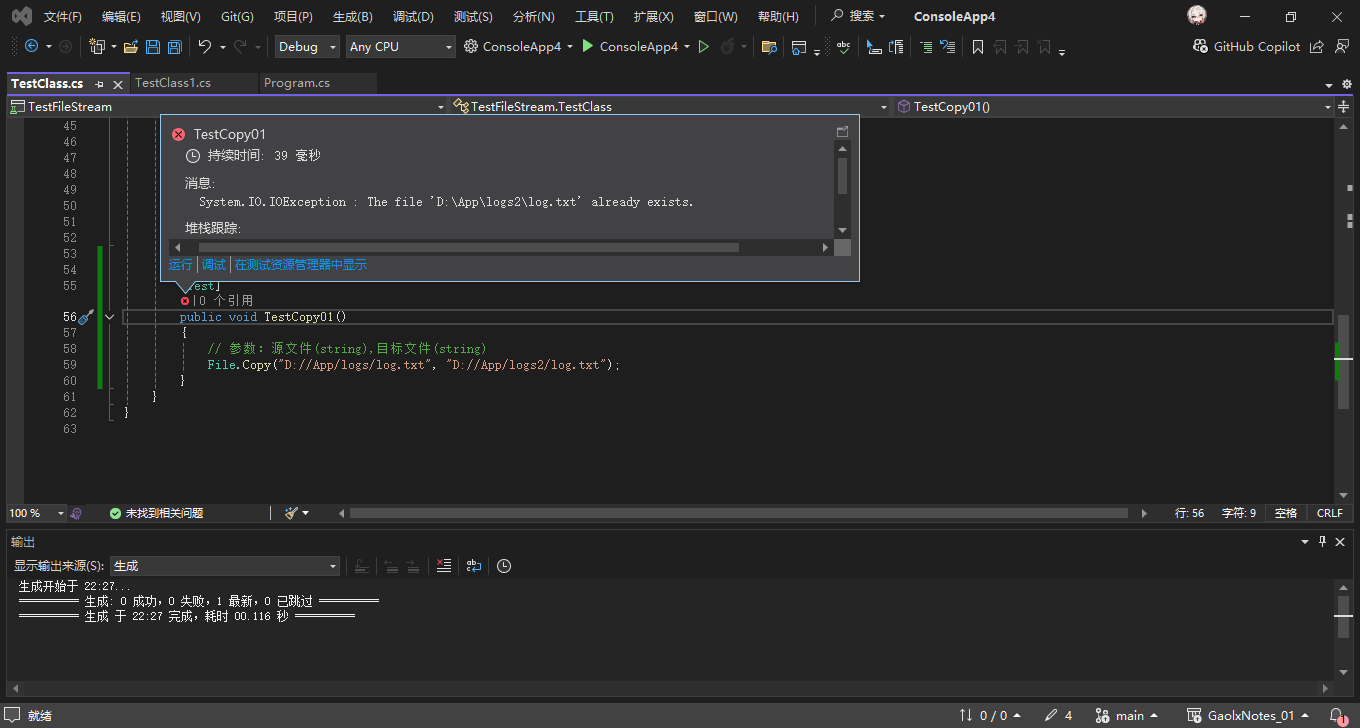 文件(F) 编辑(E) 视图(V) Git(G) 项目(P) 生成(B) 调试(D) 测试(S) 分析(N) 工具(T) 扩展(X) 窗口(W) 帮助(H) 搜索 ConsoleApp4
Debug Any CPU ConsoleApp4 ConsoleApp4 abc GitHub Copilot
TestClass.cs TestClass1.cs Program.cs
TestFileStream TestFileStream.TestClass TestCopy01()
45
46
47
48
49
50
51
52
53
54
TestCopy01
持续时间: 39 毫秒
消息:
System.IO.IOException : The file 'D:\App\logs2\log.txt' already exists.
堆栈跟踪:
运行 调试 在测试资源管理器中显示
55 est]
0 个引用
56 public void TestCopy01()
57 {
58 // 参数: 源文件(string),目标文件(string)
59 File.Copy("D://App/logs/log.txt", "D://App/logs2/log.txt");
60 }
61 }
62 }
63
100 % 未找到相关问题 行: 56 字符: 9 空格 CRLF
输出
显示输出来源(S): 生成
生成开始于 22:27...
========== 生成: 0 成功，0 失败，1 最新，0 已跳过 ==========
========== 生成 于 22:27 完成，耗时 00.116 秒 ==========
就绪 0 / 0 4 main GaolxNotes_01 1